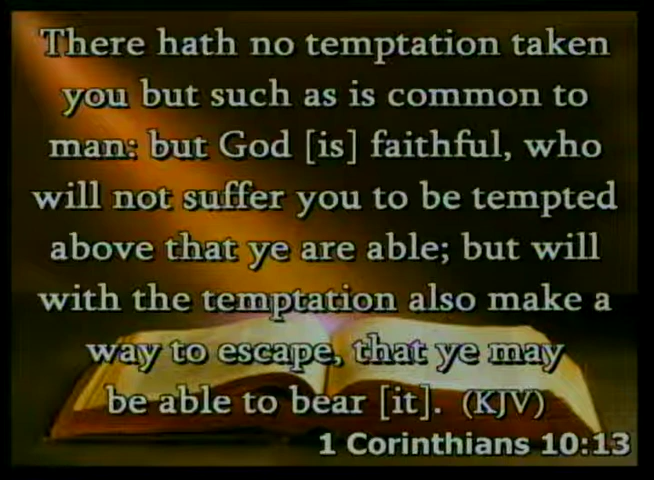 There hath no temptation taken
you but such as is common to
man: but God [is] faithful, who
will not suffer you to be tempted
above that ye are able; but will
with the temptation also make a
way to escape, that ye may
be able to bear [it]. (KJV)
1 Corinthians 10:13